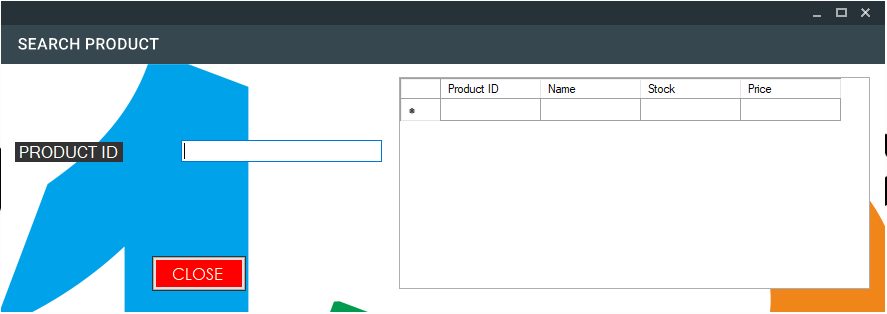 SEARCH PRODUCT
Product ID Name Stock Price
PRODUCT ID
CLOSE